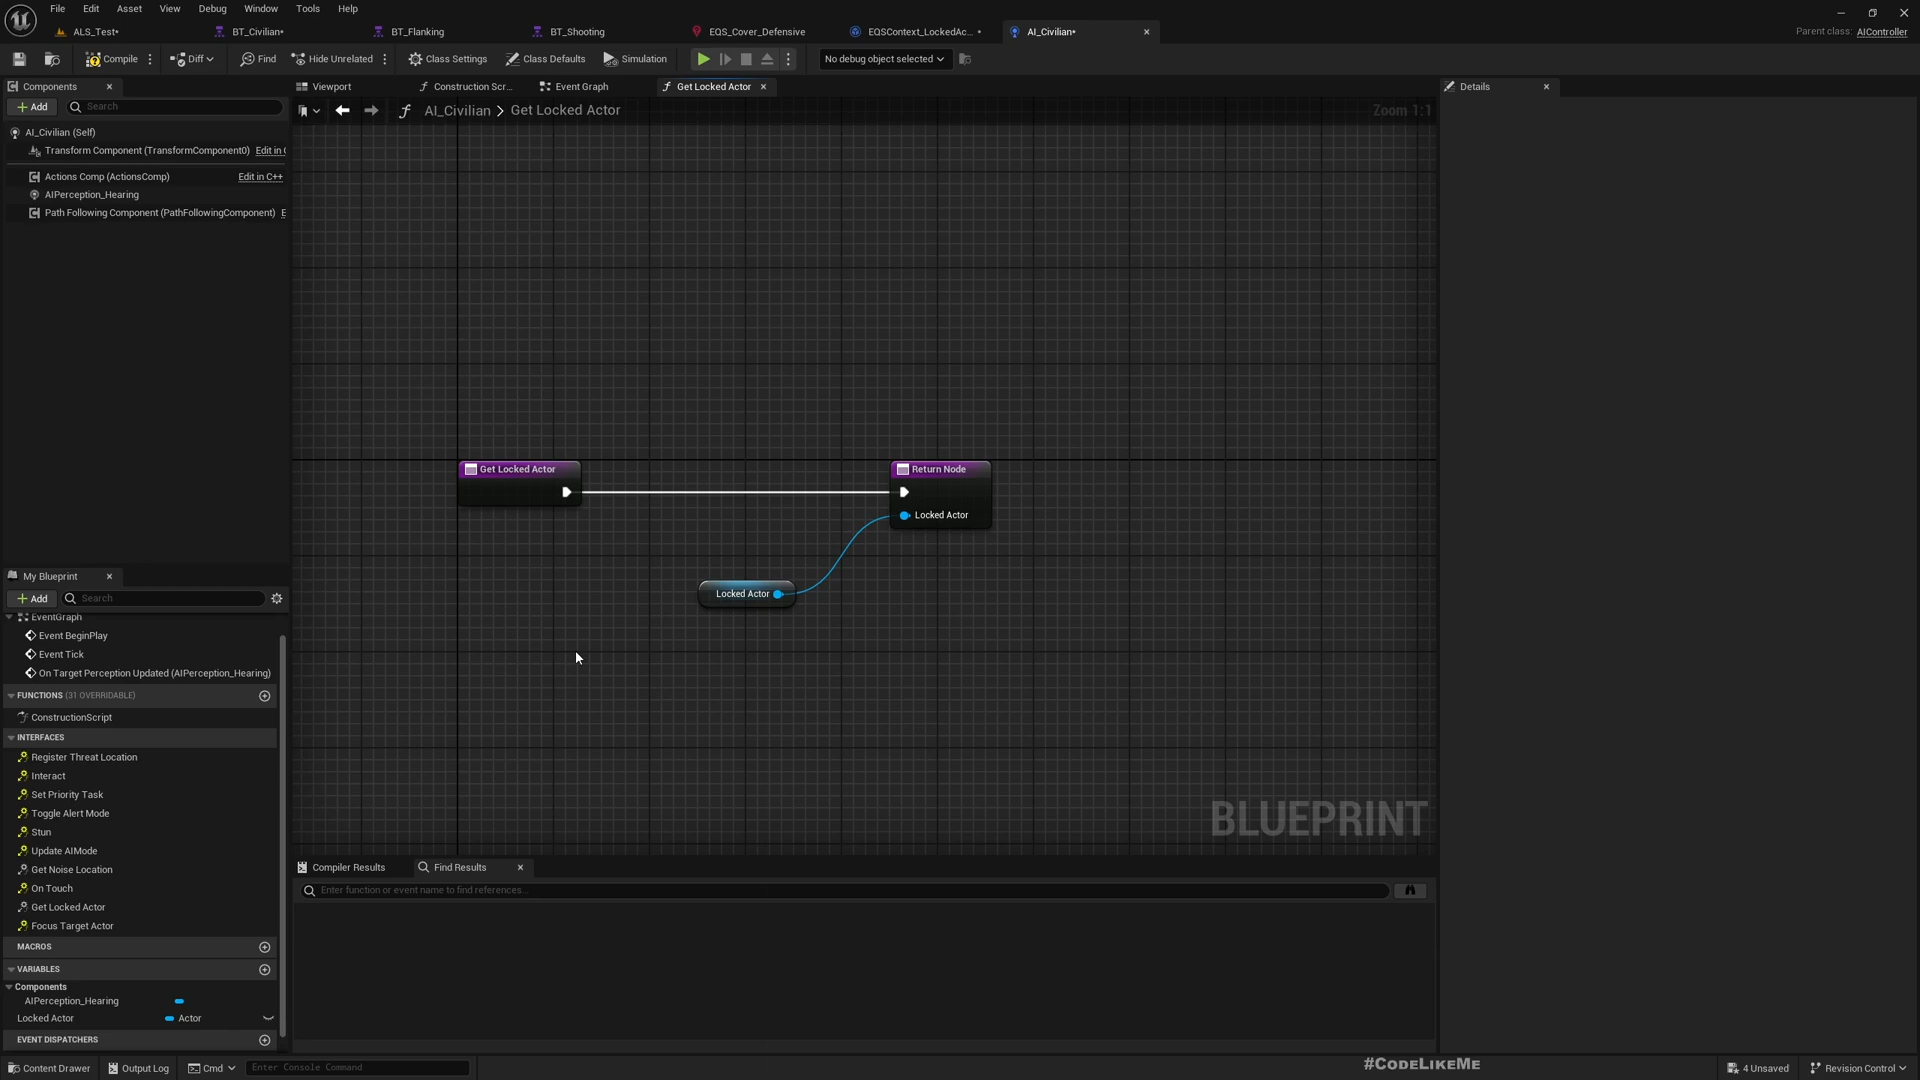 File Edit Asset View Debug Window Tools Help
ALS_Test* BT_Civilian* BT_Flanking BT_Shooting EQS_Cover_Defensive EQSContext_LockedAc... • AI_Civilian* Parent class: AIController
Compile Diff Find Hide Unrelated Class Settings Class Defaults Simulation No debug object selected
Components Viewport Construction Scr... Event Graph Get Locked Actor Details
Add Search AI_Civilian > Get Locked Actor Zoom 1:1
AI_Civilian (Self)
Transform Component (TransformComponent0) Edit in C
Actions Comp (ActionsComp) Edit in C++
AIPerception_Hearing
Path Following Component (PathFollowingComponent) E
Get Locked Actor Return Node
Locked Actor
Locked Actor
BLUEPRINT
My Blueprint
Add Search
EventGraph
Event BeginPlay
Event Tick
On Target Perception Updated (AIPerception_Hearing)
FUNCTIONS (31 OVERRIDABLE)
ConstructionScript
INTERFACES
Register Threat Location
Interact
Set Priority Task
Toggle Alert Mode
Stun
Update AIMode
Get Noise Location
On Touch
Get Locked Actor
Focus Target Actor
MACROS
VARIABLES
Components
AIPerception_Hearing
Locked Actor Actor
EVENT DISPATCHERS
Compiler Results Find Results
Enter function or event name to find references...
Content Drawer Output Log Cmd Enter Console Command #CODELIKEME 4 Unsaved Revision Control